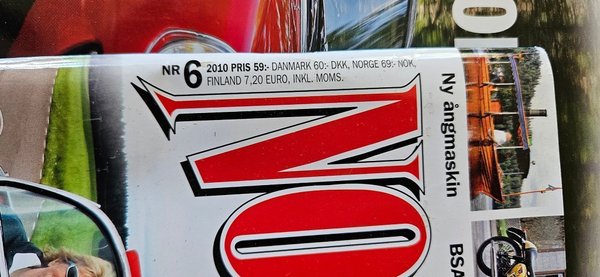 NR 6 2010 PRIS 59:- DANMARK 60:- DKK, NORGE 69:- NOK,
FINLAND 7,20 EURO, INKL. MOMS.
NO
Ny ångmaskin
BSA